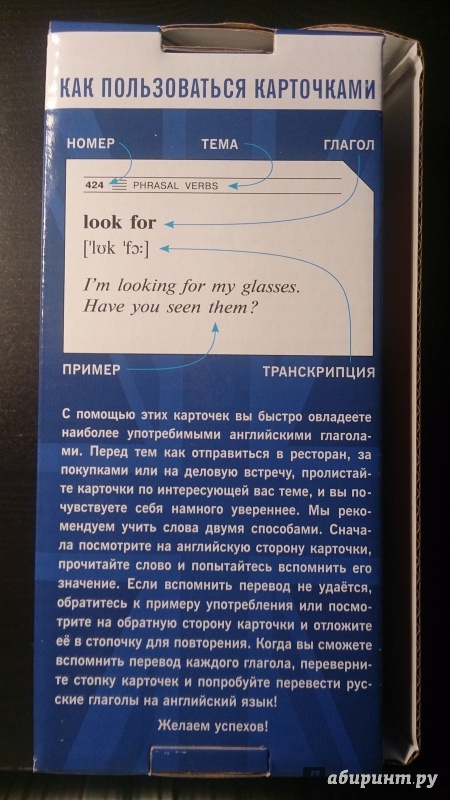 КАК ПОЛЬЗОВАТЬСЯ КАРТОЧКАМИ
НОМЕР ТЕМА ГЛАГОЛ
424 PHRASAL VERBS
look for
['lʊk 'fɔ:]
I'm looking for my glasses.
Have you seen them?
ПРИМЕР ТРАНСКРИПЦИЯ
С помощью этих карточек вы быстро овладеете
наиболее употребимыми английскими глагола-
ми. Перед тем как отправиться в ресторан, за
покупками или на деловую встречу, пролистай-
те карточки по интересующей вас теме, и вы по-
чувствуете себя намного увереннее. Мы реко-
мендуем учить слова двумя способами. Снача-
ла посмотрите на английскую сторону карточки,
прочитайте слово и попытайтесь вспомнить его
значение. Если вспомнить перевод не удаётся,
обратитесь к примеру употребления или посмо-
трите на обратную сторону карточки и отложите
её в стопочку для повторения. Когда вы сможете
вспомнить перевод каждого глагола, переверни-
те стопку карточек и попробуйте перевести рус-
ские глаголы на английский язык!
Желаем успехов!
Лабиринт.ру